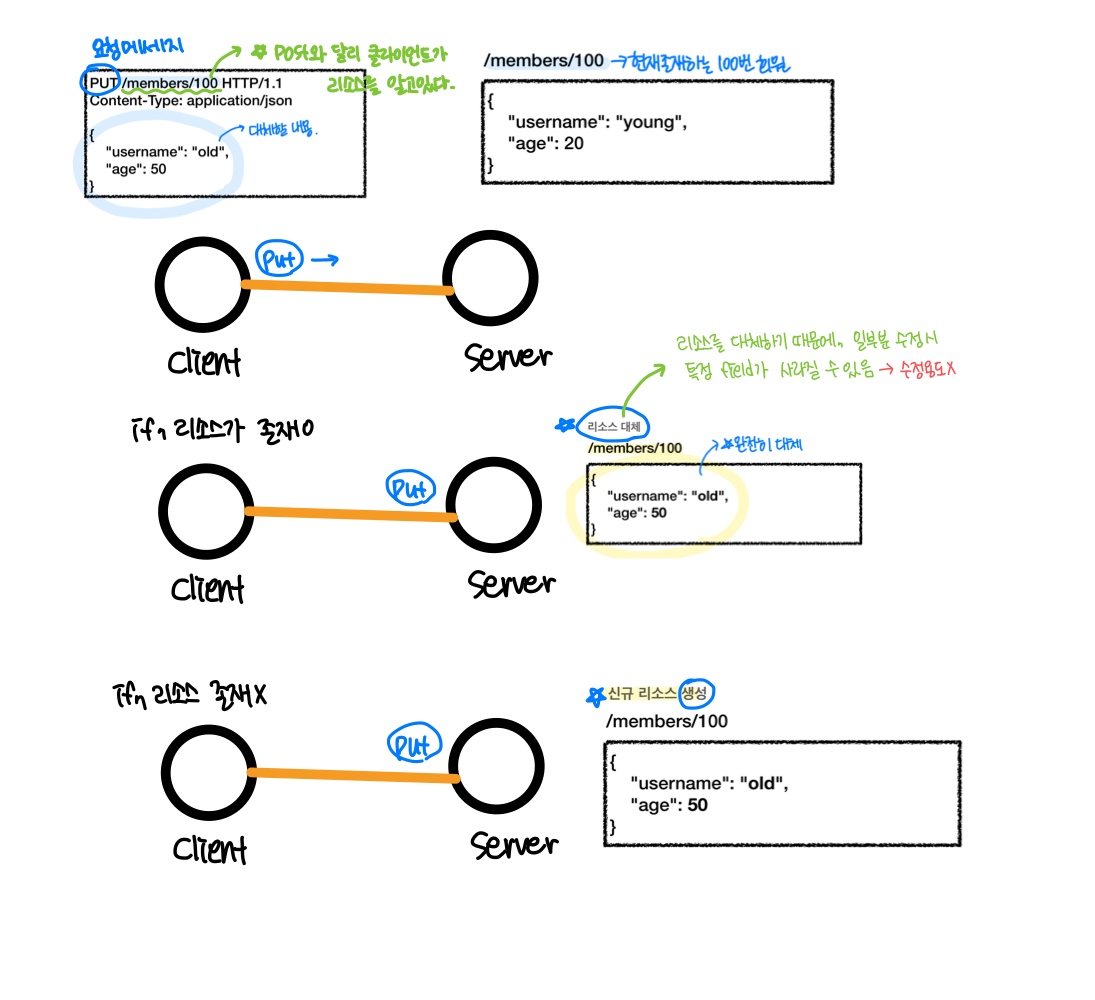 요청메세지
PUT /members/100 HTTP/1.1
Content-Type: application/json
{
"username": "old",
"age": 50
}
→ 대체할 내용.
☆ Post와 달리 클라이언트가
리소스를 알고있다.
/members/100 → 현재존재하는 100번 회원
{
"username": "young",
"age": 20
}
Put →
Client
Server
리소스를 대체하기 때문에, 일부분 수정시
특정 field가 사라질 수 있음 → 수정용도X
if, 리소스가 존재O
Put
Client
Server
☆ 리소스 대체
/members/100
☆완전히 대체
{
"username": "old",
"age": 50
}
if, 리소스 존재X
Put
Client
Server
☆ 신규 리소스 생성
/members/100
{
"username": "old",
"age": 50
}